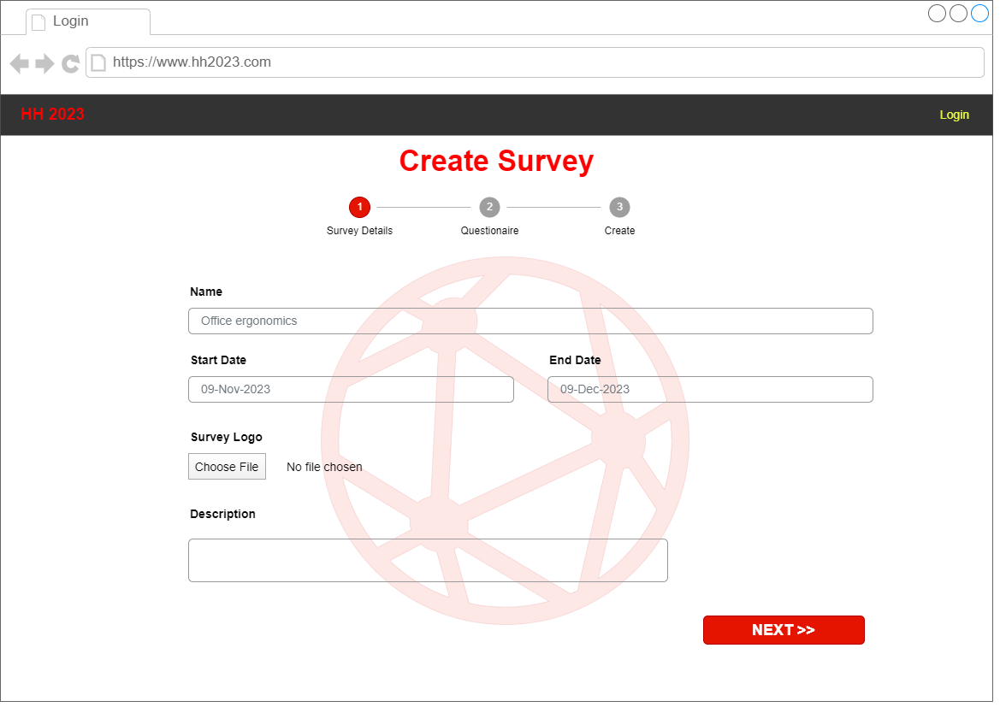 Login
https://www.hh2023.com
HH 2023
Login
Create Survey
1 2 3
Survey Details Questionaire Create
Name
Office ergonomics
Start Date End Date
09-Nov-2023 09-Dec-2023
Survey Logo
Choose File No file chosen
Description
NEXT >>